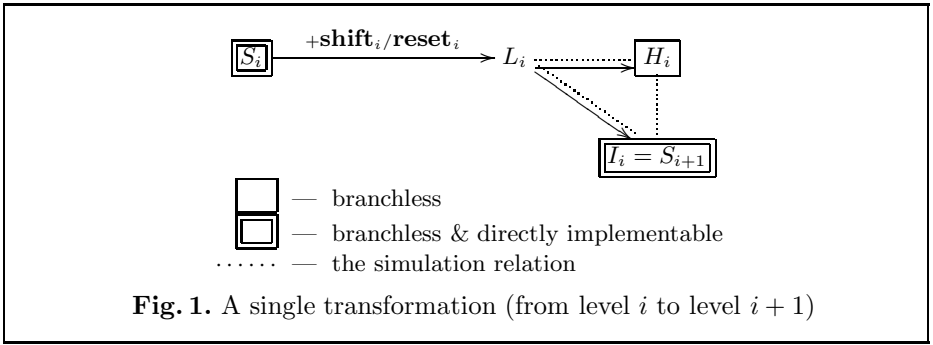 +shift_i/reset_i
S_i L_i H_i
I_i = S_{i+1}
— branchless
— branchless & directly implementable
······ — the simulation relation
Fig. 1. A single transformation (from level i to level i + 1)